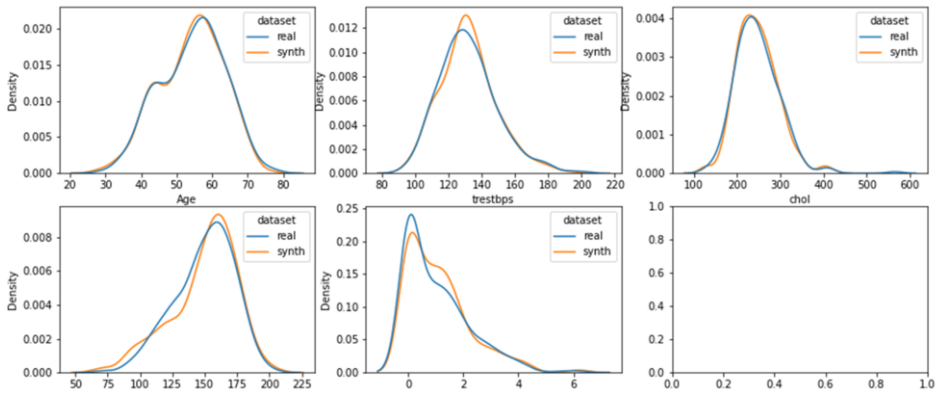 dataset
real
synth
0.020
0.015
0.010
0.005
0.000
Density
20 30 40 50 60 70 80
Age
dataset
real
synth
0.012
0.010
0.008
0.006
0.004
0.002
0.000
Density
80 100 120 140 160 180 200 220
trestbps
dataset
real
synth
0.004
0.003
0.002
0.001
0.000
Density
100 200 300 400 500 600
chol
dataset
real
synth
0.008
0.006
0.004
0.002
0.000
Density
50 75 100 125 150 175 200 225
dataset
real
synth
0.25
0.20
0.15
0.10
0.05
0.00
Density
0 2 4 6
1.0
0.8
0.6
0.4
0.2
0.0
0.0 0.2 0.4 0.6 0.8 1.0